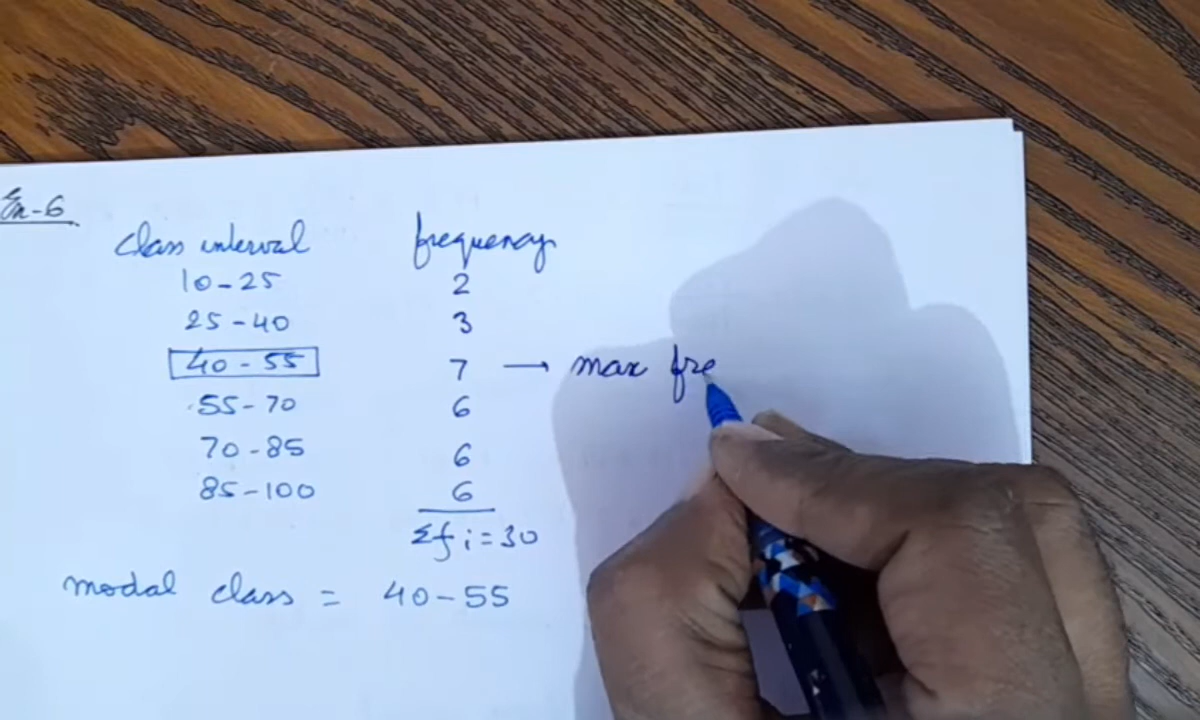 Ex-6
class interval frequency
10-25 2
25-40 3
40-55 7 → max fre
55-70 6
70-85 6
85-100 6
Σfi=30
modal class = 40-55